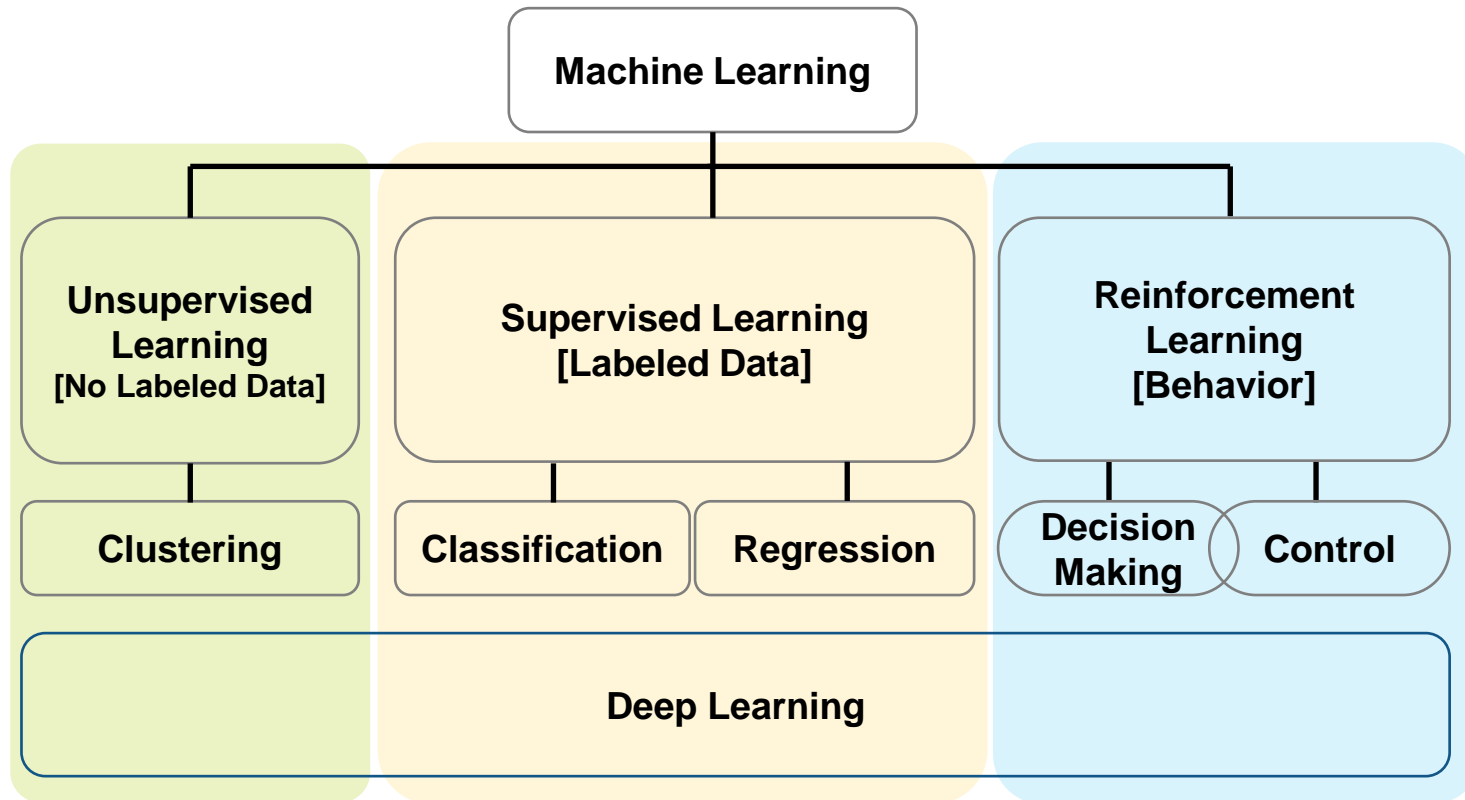 Machine Learning
Unsupervised
Learning
[No Labeled Data]
Supervised Learning
[Labeled Data]
Reinforcement
Learning
[Behavior]
Clustering
Classification
Regression
Decision
Making
Control
Deep Learning